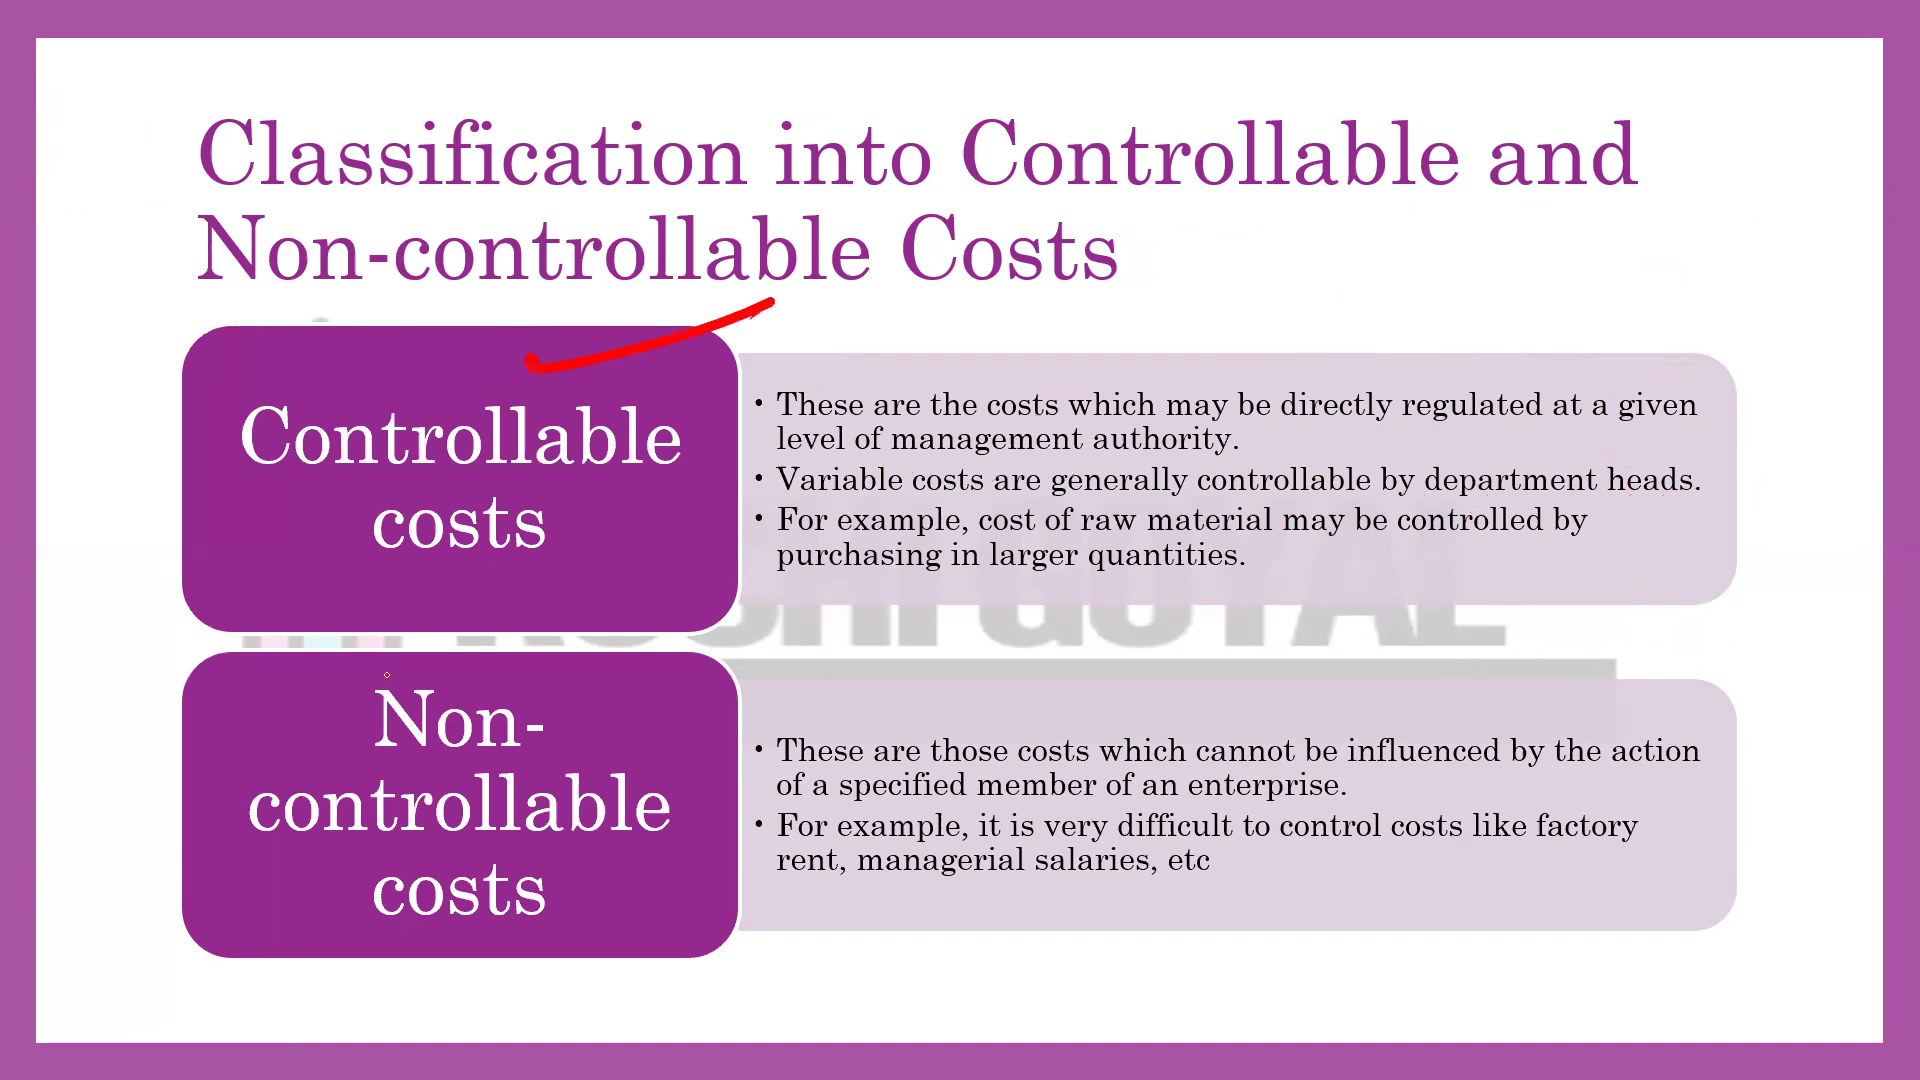 Classification into Controllable and
Non-controllable Costs
Controllable
costs
• These are the costs which may be directly regulated at a given
level of management authority.
• Variable costs are generally controllable by department heads.
• For example, cost of raw material may be controlled by
purchasing in larger quantities.
Non-
controllable
costs
• These are those costs which cannot be influenced by the action
of a specified member of an enterprise.
• For example, it is very difficult to control costs like factory
rent, managerial salaries, etc